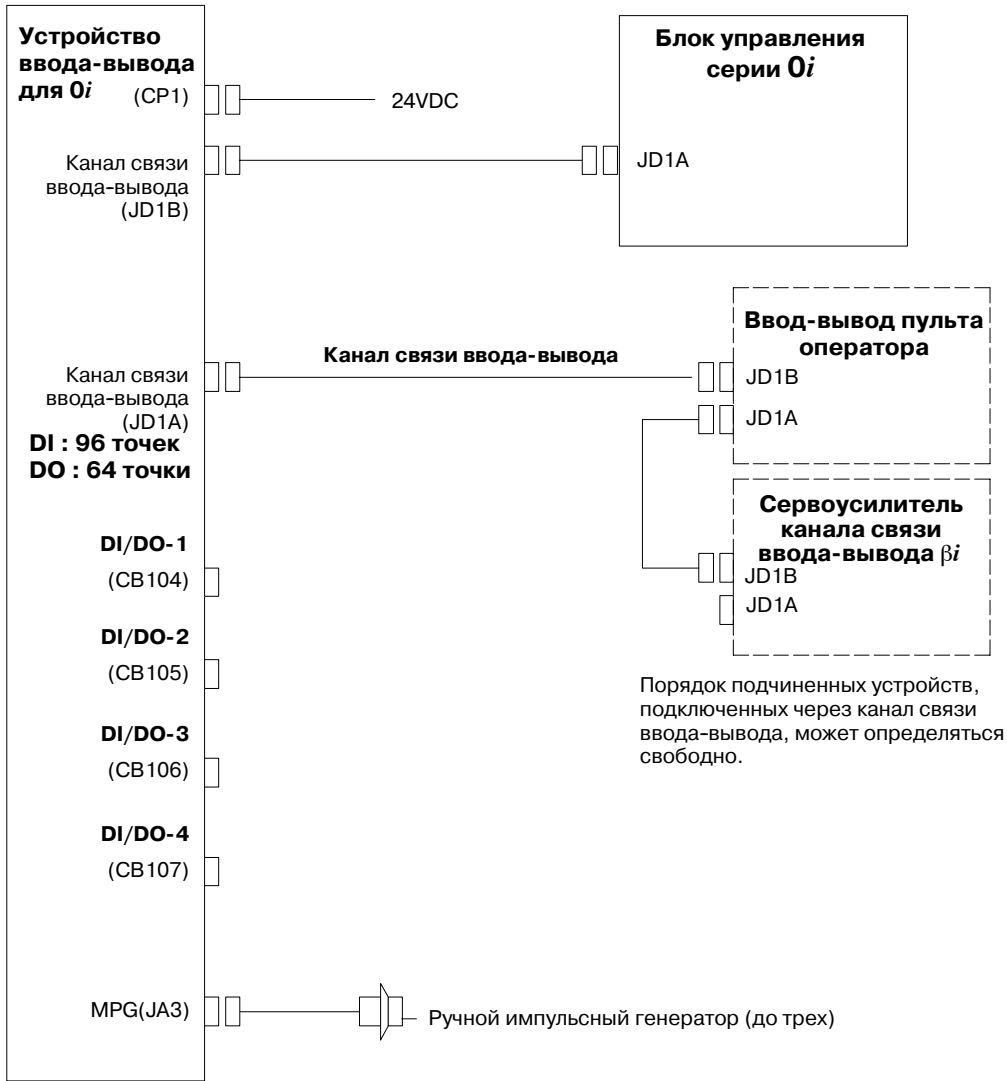 Устройство
ввода-вывода
для 0i
(CP1)
24VDC
Блок управления
серии 0i
JD1A
Канал связи
ввода-вывода
(JD1B)
Ввод-вывод пульта
оператора
JD1B
JD1A
Канал связи ввода-вывода
Канал связи
ввода-вывода
(JD1A)
DI : 96 точек
DO : 64 точки
Сервоусилитель
канала связи
ввода-вывода βi
JD1B
JD1A
Порядок подчиненных устройств,
подключенных через канал связи
ввода-вывода, может определяться
свободно.
DI/DO-1
(CB104)
DI/DO-2
(CB105)
DI/DO-3
(CB106)
DI/DO-4
(CB107)
MPG(JA3)
Ручной импульсный генератор (до трех)